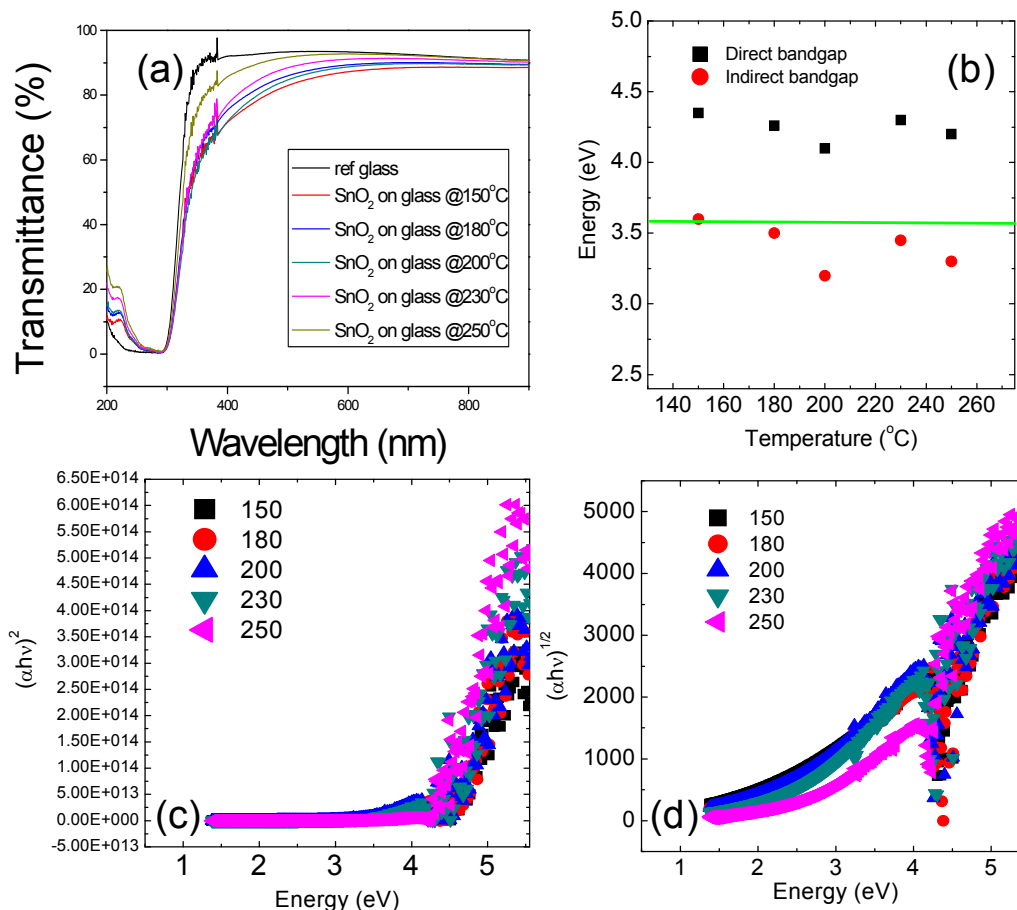 (a)
Transmittance (%)
100
80
60
40
20
0
ref glass
SnO₂ on glass @150°C
SnO₂ on glass @180°C
SnO₂ on glass @200°C
SnO₂ on glass @230°C
SnO₂ on glass @250°C
200 400 600 800
Wavelength (nm)
(b)
Energy (eV)
5.0
4.5
4.0
3.5
3.0
2.5
Direct bandgap
Indirect bandgap
140 160 180 200 220 240 260
Temperature (°C)
(c)
(αhν)²
6.50E+014
6.00E+014
5.50E+014
5.00E+014
4.50E+014
4.00E+014
3.50E+014
3.00E+014
2.50E+014
2.00E+014
1.50E+014
1.00E+014
5.00E+013
0.00E+000
-5.00E+013
150
180
200
230
250
1 2 3 4 5
Energy (eV)
(d)
(αhν)¹/²
5000
4000
3000
2000
1000
0
150
180
200
230
250
1 2 3 4 5
Energy (eV)